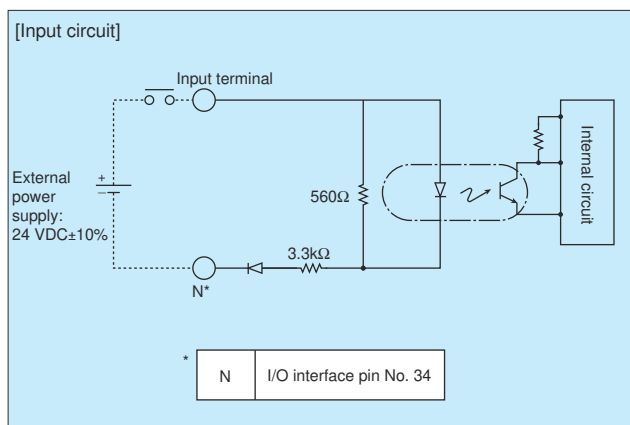 [Input circuit]
Input terminal
External
power
supply:
24 VDC±10%
+
–
560Ω
3.3kΩ
N*
Internal circuit
*
N I/O interface pin No. 34